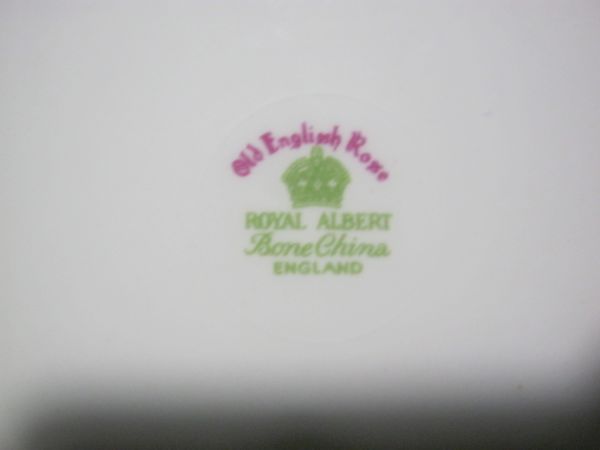 Old English Rose
ROYAL ALBERT
Bone China
ENGLAND